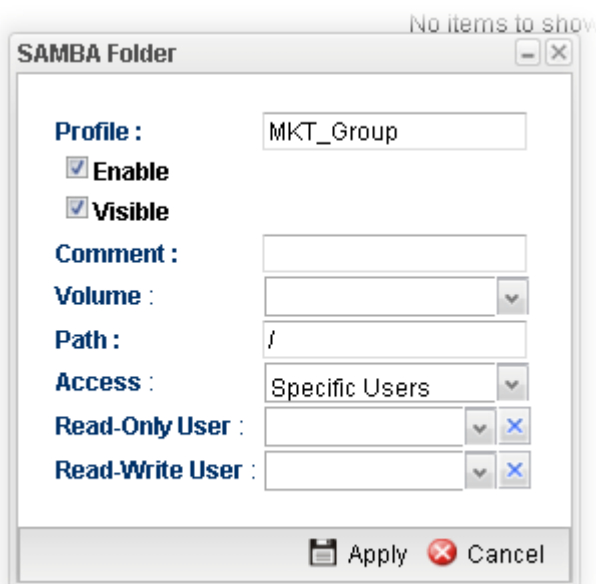 No items to show
SAMBA Folder
Profile : MKT_Group
Enable
Visible
Comment :
Volume :
Path : /
Access : Specific Users
Read-Only User :
Read-Write User :
Apply Cancel